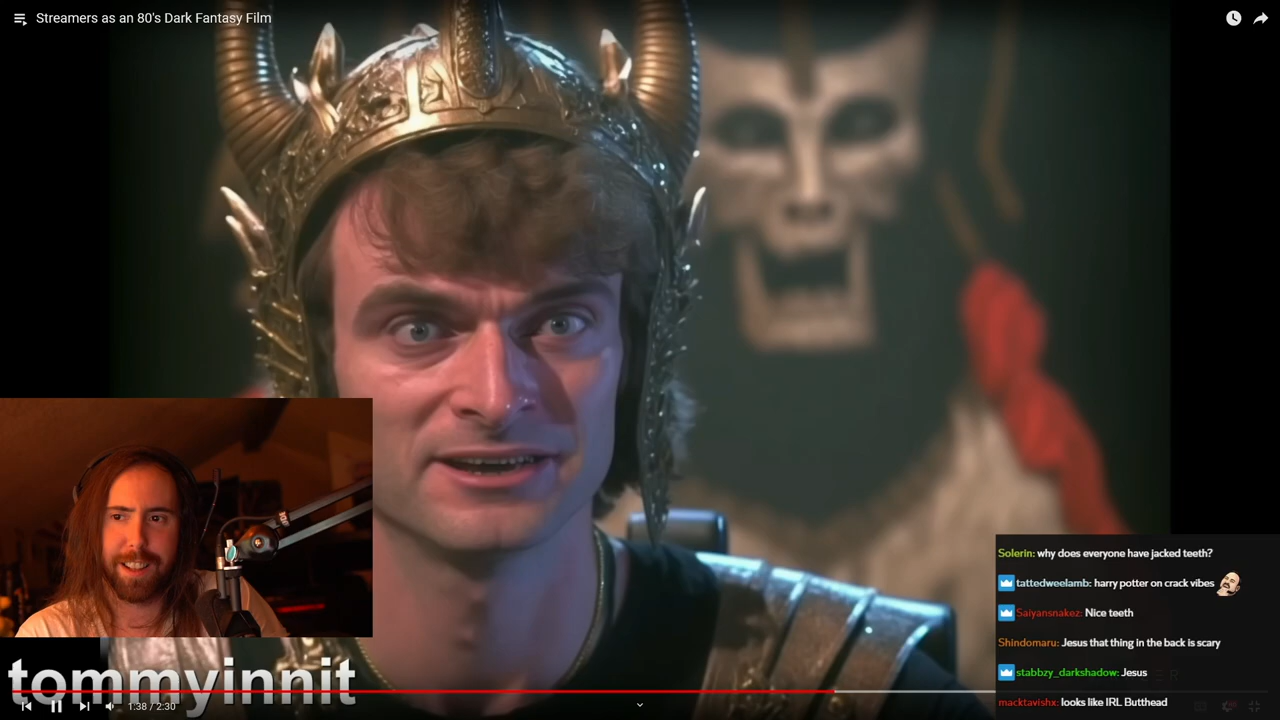 Streamers as an 80's Dark Fantasy Film
Solerin: why does everyone have jacked teeth?
tattedweelamb: harry potter on crack vibes
Saiyansnakez: Nice teeth
Shindomaru: Jesus that thing in the back is scary
stabbzy_darkshadow: Jesus
macktavishx: looks like IRL Butthead
tommyinnit
1:38 / 2:30